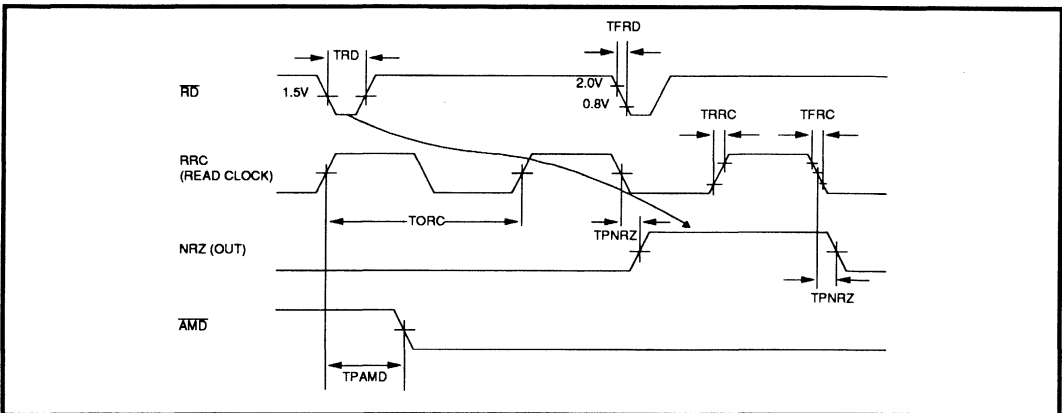 TFRD
TRD
RD
1.5V
2.0V
0.8V
TRRC
TFRC
RRC
(READ CLOCK)
TORC
TPNRZ
NRZ (OUT)
TPNRZ
AMD
TPAMD